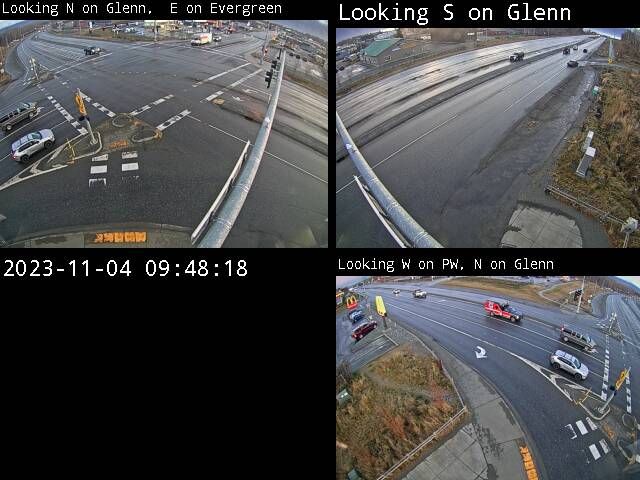 Looking N on Glenn,  E on Evergreen
Looking S on Glenn
2023-11-04 09:48:18
Looking W on PW, N on Glenn